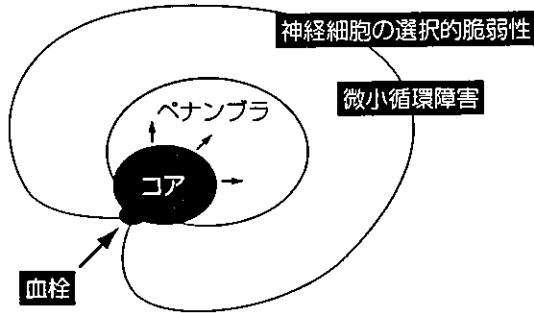 神経細胞の選択的脆弱性
微小循環障害
ペナンブラ
コア
血栓